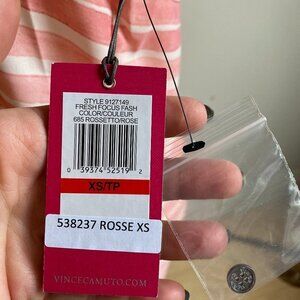 STYLE 9127149
FRESH FOCUS FASH
COLOR/COULEUR
685 ROSSETTO/ROSE
0 39374 52519 2
XS/TP
538237 ROSSE XS
VINCECAMUTO.COM